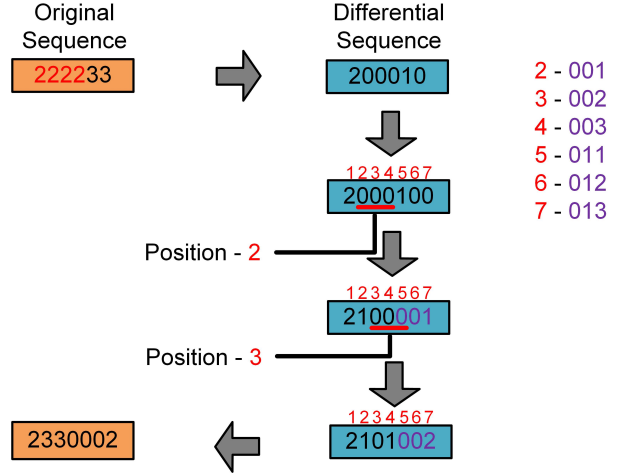 Original
Sequence
Differential
Sequence
222233
200010
2 - 001
3 - 002
4 - 003
5 - 011
6 - 012
7 - 013
1234567
2000100
Position - 2
1234567
2100001
Position - 3
1234567
2101002
2330002